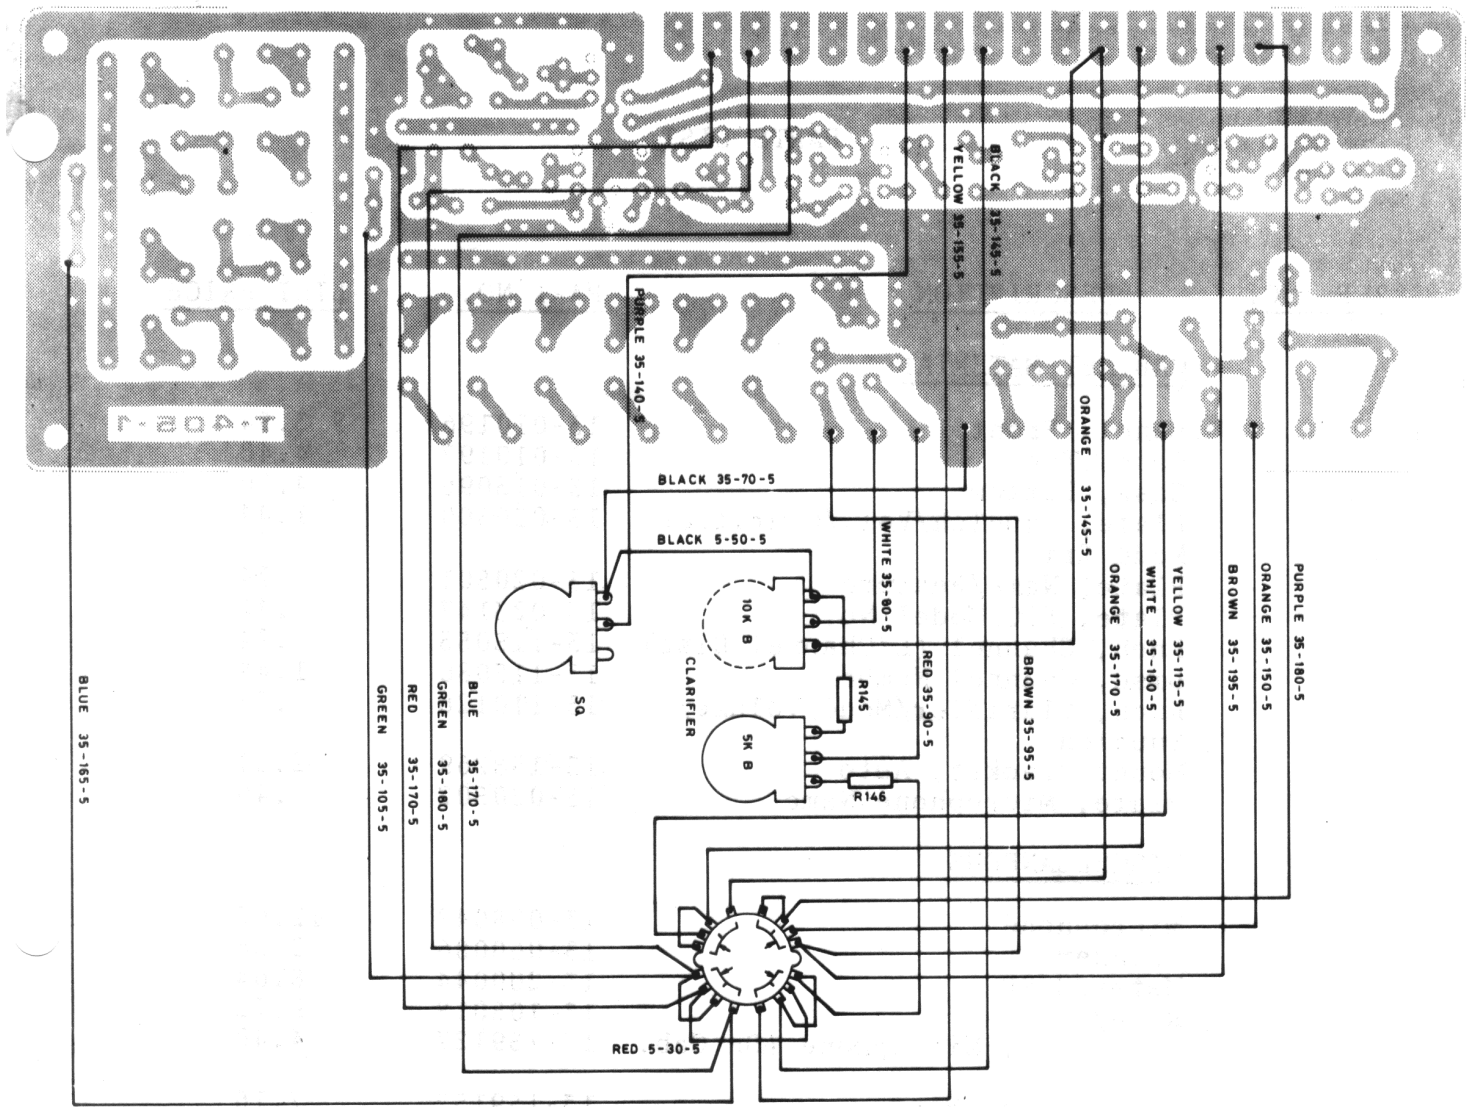 BLACK 35-145-5
YELLOW 35-155-5
PURPLE 35-140-5
T-405-1
ORANGE 35-145-5
BLACK 35-70-5
BLACK 5-50-5
WHITE 35-80-5
10K B
ORANGE 35-170-5
WHITE 35-180-5
YELLOW 35-115-5
BROWN 35-195-5
ORANGE 35-150-5
PURPLE 35-180-5
BLUE 35-165-5
GREEN 35-105-5
RED 35-170-5
GREEN 35-180-5
BLUE 35-170-5
SQ
CLARIFIER
R145
RED 35-90-5
BROWN 35-95-5
5K B
R146
RED 5-30-5